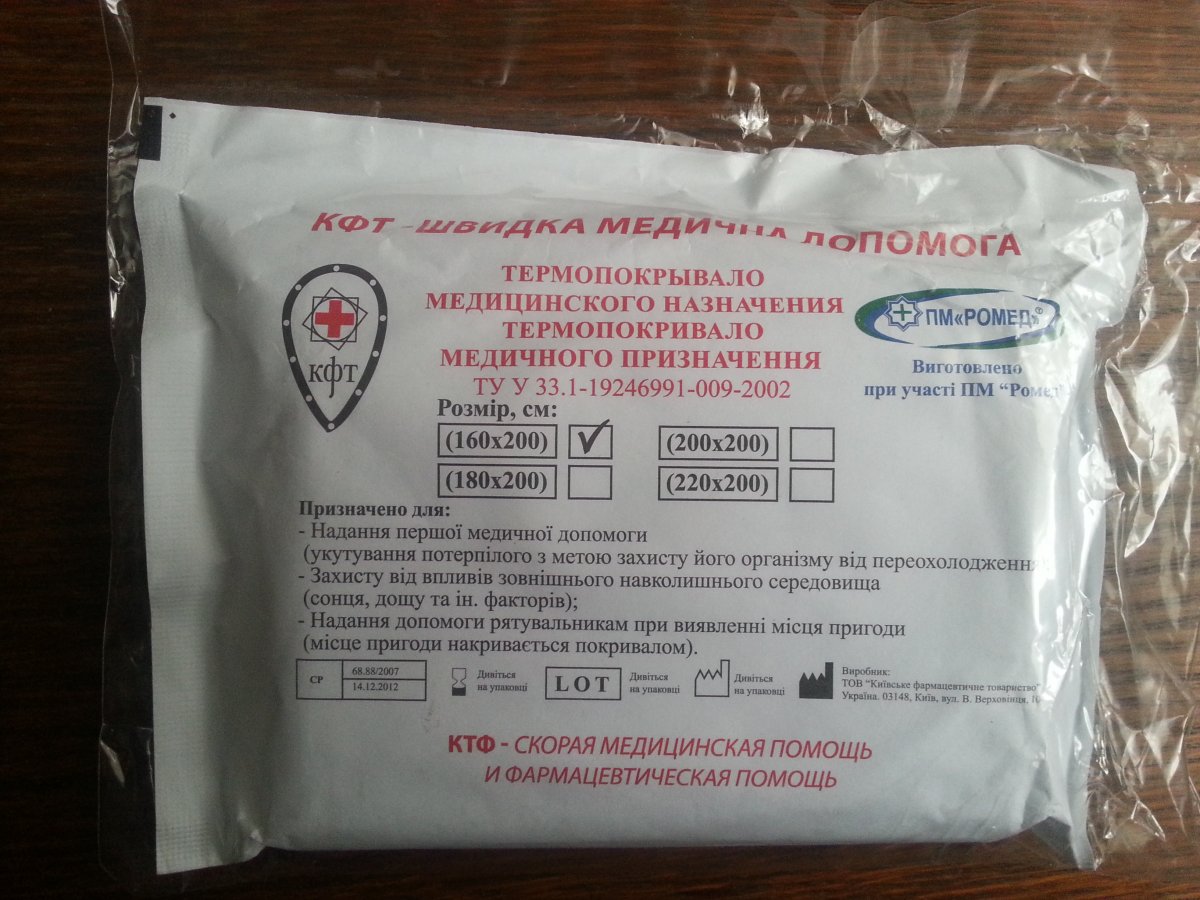 КФТ - ШВИДКА МЕДИЧНА ДОПОМОГА
ТЕРМОПОКРЫВАЛО
МЕДИЦИНСКОГО НАЗНАЧЕНИЯ
ТЕРМОПОКРИВАЛО
МЕДИЧНОГО ПРИЗНАЧЕННЯ
ТУ У 33.1-19246991-009-2002
кфт
ПМ«РОМЕД»®
Виготовлено
при участі ПМ “Ромед”
Розмір, см:
(160х200) (200х200)
(180х200) (220х200)
Призначено для:
- Надання першої медичної допомоги
(укутування потерпілого з метою захисту його організму від переохолодження
- Захисту від впливів зовнішнього навколишнього середовища
(сонця, дощу та ін. факторів);
- Надання допомоги рятувальникам при виявленні місця пригоди
(місце пригоди накривається покривалом).
СР 68.88/2007
14.12.2012
Дивіться
на упаковці
LOT
Дивіться
на упаковці
Дивіться
на упаковці
Виробник:
ТОВ “Київське фармацевтичне товариство”
Україна. 03148, Київ, вул. В. Верховінця, 10
КТФ - СКОРАЯ МЕДИЦИНСКАЯ ПОМОЩЬ
И ФАРМАЦЕВТИЧЕСКАЯ ПОМОЩЬ